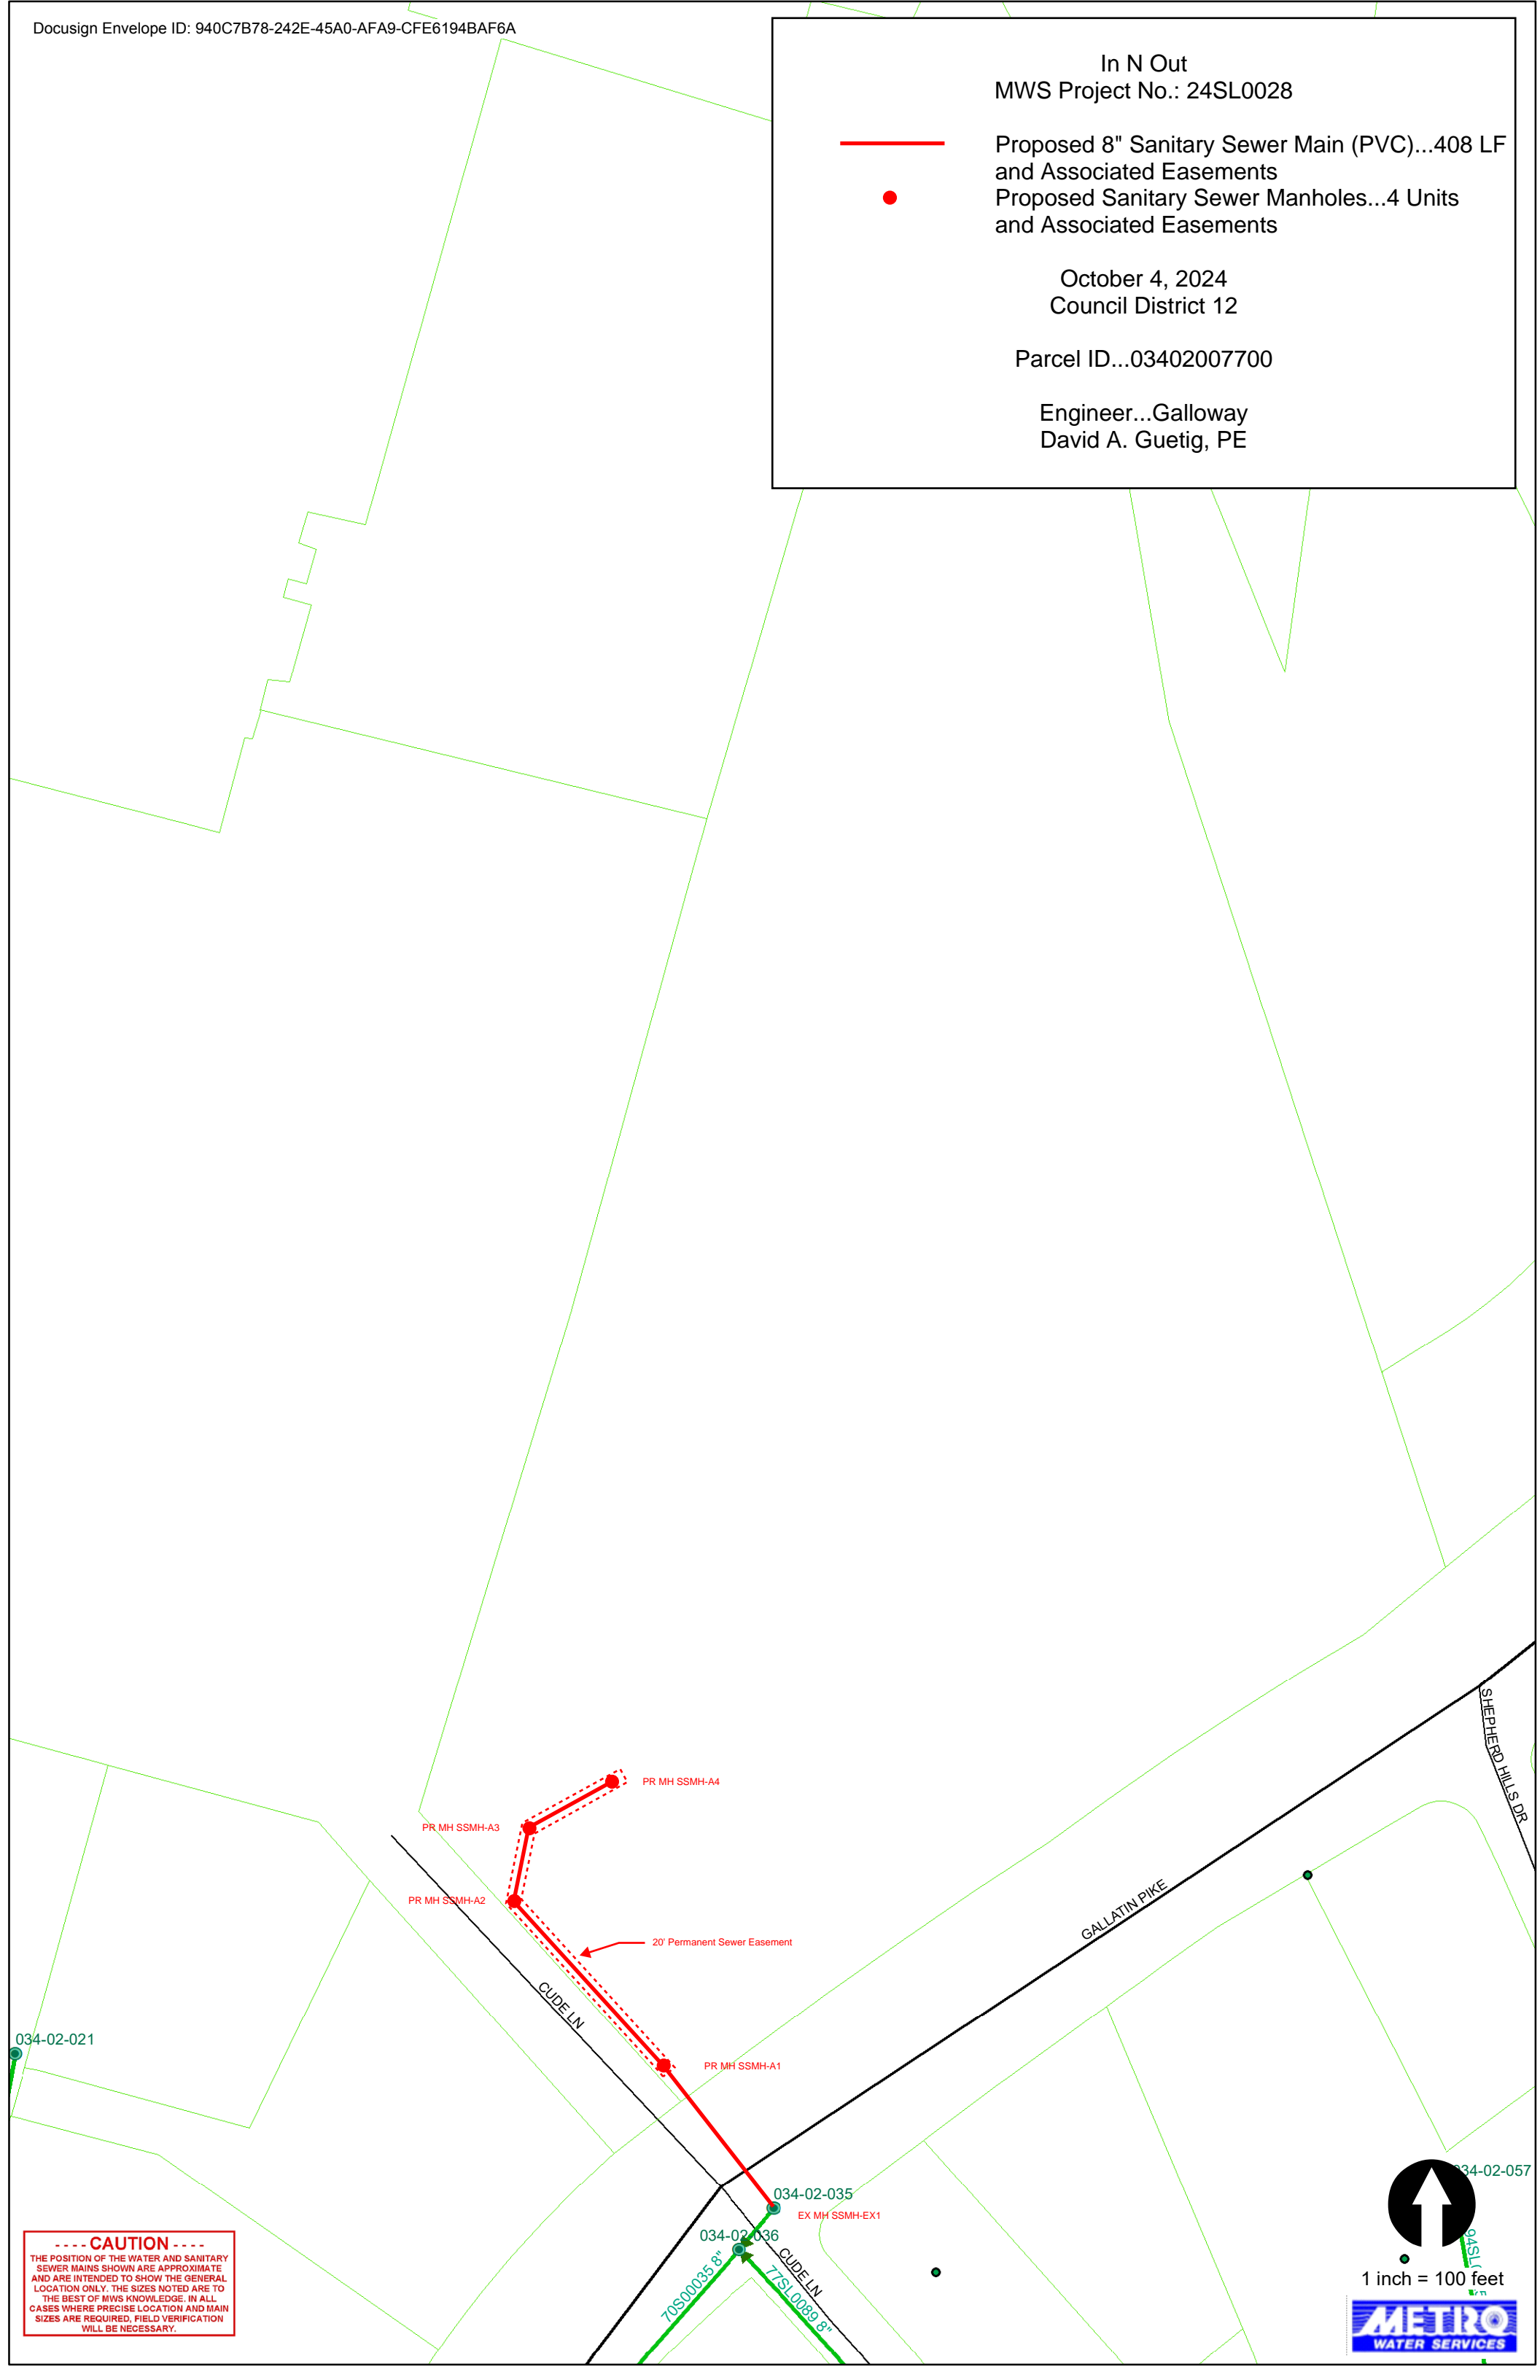 Docusign Envelope ID: 940C7B78-242E-45A0-AFA9-CFE6194BAF6A
In N Out
MWS Project No.: 24SL0028
Proposed 8" Sanitary Sewer Main (PVC)...408 LF
and Associated Easements
Proposed Sanitary Sewer Manholes...4 Units
and Associated Easements
October 4, 2024
Council District 12
Parcel ID...03402007700
Engineer...Galloway
David A. Guetig, PE
SHEPHERD HILLS DR
PR MH SSMH-A4
PR MH SSMH-A3
PR MH SSMH-A2
GALLATIN PIKE
20' Permanent Sewer Easement
CUDE LN
034-02-021
PR MH SSMH-A1
034-02-057
034-02-035
EX MH SSMH-EX1
034-02-036
CUDE LN
70S00035 8"
77SL0089 8"
- - - - CAUTION - - - -
THE POSITION OF THE WATER AND SANITARY
SEWER MAINS SHOWN ARE APPROXIMATE
AND ARE INTENDED TO SHOW THE GENERAL
LOCATION ONLY. THE SIZES NOTED ARE TO
THE BEST OF MWS KNOWLEDGE. IN ALL
CASES WHERE PRECISE LOCATION AND MAIN
SIZES ARE REQUIRED, FIELD VERIFICATION
WILL BE NECESSARY.
1 inch = 100 feet
METRO
WATER SERVICES